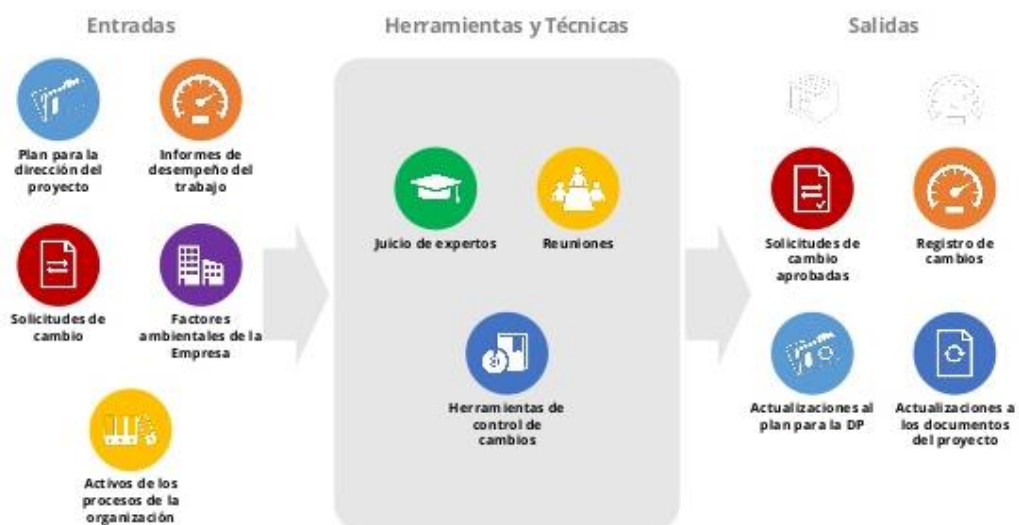 Entradas
Herramientas y Técnicas
Salidas
Plan para la
dirección del
proyecto
Informes de
desempeño del
trabajo
Solicitudes de
cambio
Factores
ambientales de la
Empresa
Activos de los
procesos de la
organización
Juicio de expertos
Reuniones
Herramientas de
control de
cambios
Solicitudes de
cambio
aprobadas
Registro de
cambios
Actualizaciones al
plan para la DP
Actualizaciones a
los documentos
del proyecto